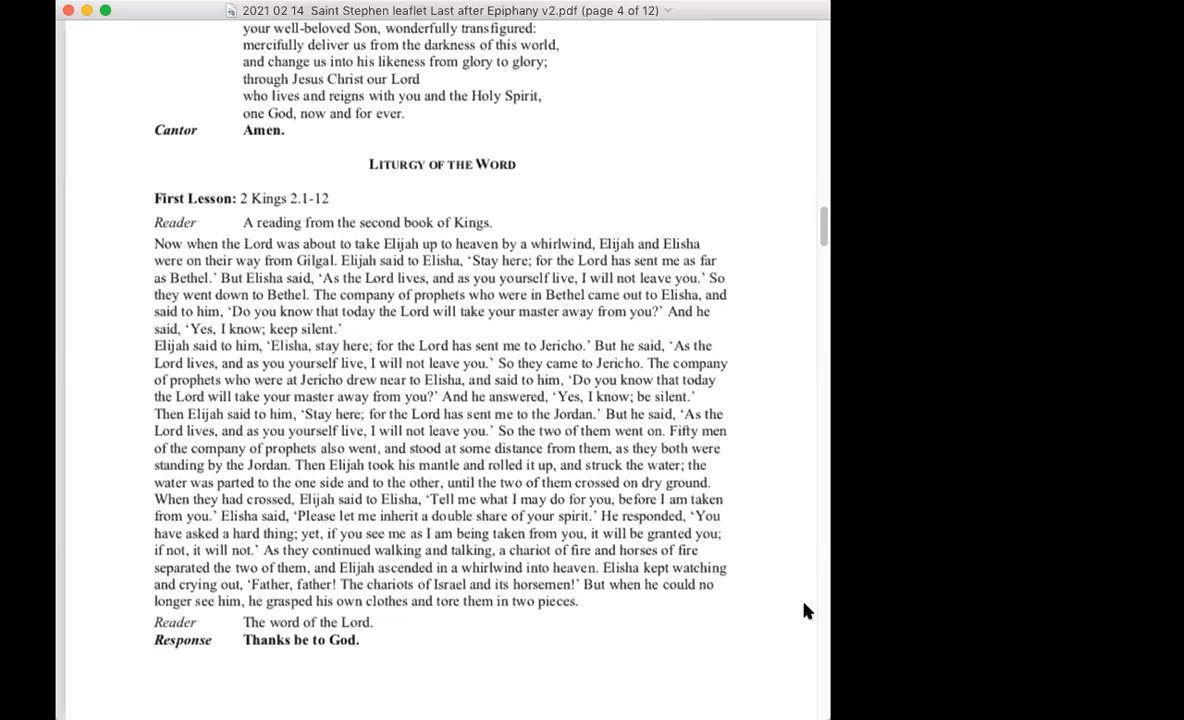 2021 02 14 Saint Stephen leaflet Last after Epiphany v2.pdf (page 4 of 12)
your well-beloved Son, wonderfully transfigured:
mercifully deliver us from the darkness of this world,
and change us into his likeness from glory to glory;
through Jesus Christ our Lord
who lives and reigns with you and the Holy Spirit,
one God, now and for ever.
Cantor Amen.
LITURGY OF THE WORD
First Lesson: 2 Kings 2.1-12
Reader A reading from the second book of Kings.
Now when the Lord was about to take Elijah up to heaven by a whirlwind, Elijah and Elisha
were on their way from Gilgal. Elijah said to Elisha, ‘Stay here; for the Lord has sent me as far
as Bethel.’ But Elisha said, ‘As the Lord lives, and as you yourself live, I will not leave you.’ So
they went down to Bethel. The company of prophets who were in Bethel came out to Elisha, and
said to him, ‘Do you know that today the Lord will take your master away from you?’ And he
said, ‘Yes, I know; keep silent.’
Elijah said to him, ‘Elisha, stay here; for the Lord has sent me to Jericho.’ But he said, ‘As the
Lord lives, and as you yourself live, I will not leave you.’ So they came to Jericho. The company
of prophets who were at Jericho drew near to Elisha, and said to him, ‘Do you know that today
the Lord will take your master away from you?’ And he answered, ‘Yes, I know; be silent.’
Then Elijah said to him, ‘Stay here; for the Lord has sent me to the Jordan.’ But he said, ‘As the
Lord lives, and as you yourself live, I will not leave you.’ So the two of them went on. Fifty men
of the company of prophets also went, and stood at some distance from them, as they both were
standing by the Jordan. Then Elijah took his mantle and rolled it up, and struck the water; the
water was parted to the one side and to the other, until the two of them crossed on dry ground.
When they had crossed, Elijah said to Elisha, ‘Tell me what I may do for you, before I am taken
from you.’ Elisha said, ‘Please let me inherit a double share of your spirit.’ He responded, ‘You
have asked a hard thing; yet, if you see me as I am being taken from you, it will be granted you;
if not, it will not.’ As they continued walking and talking, a chariot of fire and horses of fire
separated the two of them, and Elijah ascended in a whirlwind into heaven. Elisha kept watching
and crying out, ‘Father, father! The chariots of Israel and its horsemen!’ But when he could no
longer see him, he grasped his own clothes and tore them in two pieces.
Reader The word of the Lord.
Response Thanks be to God.